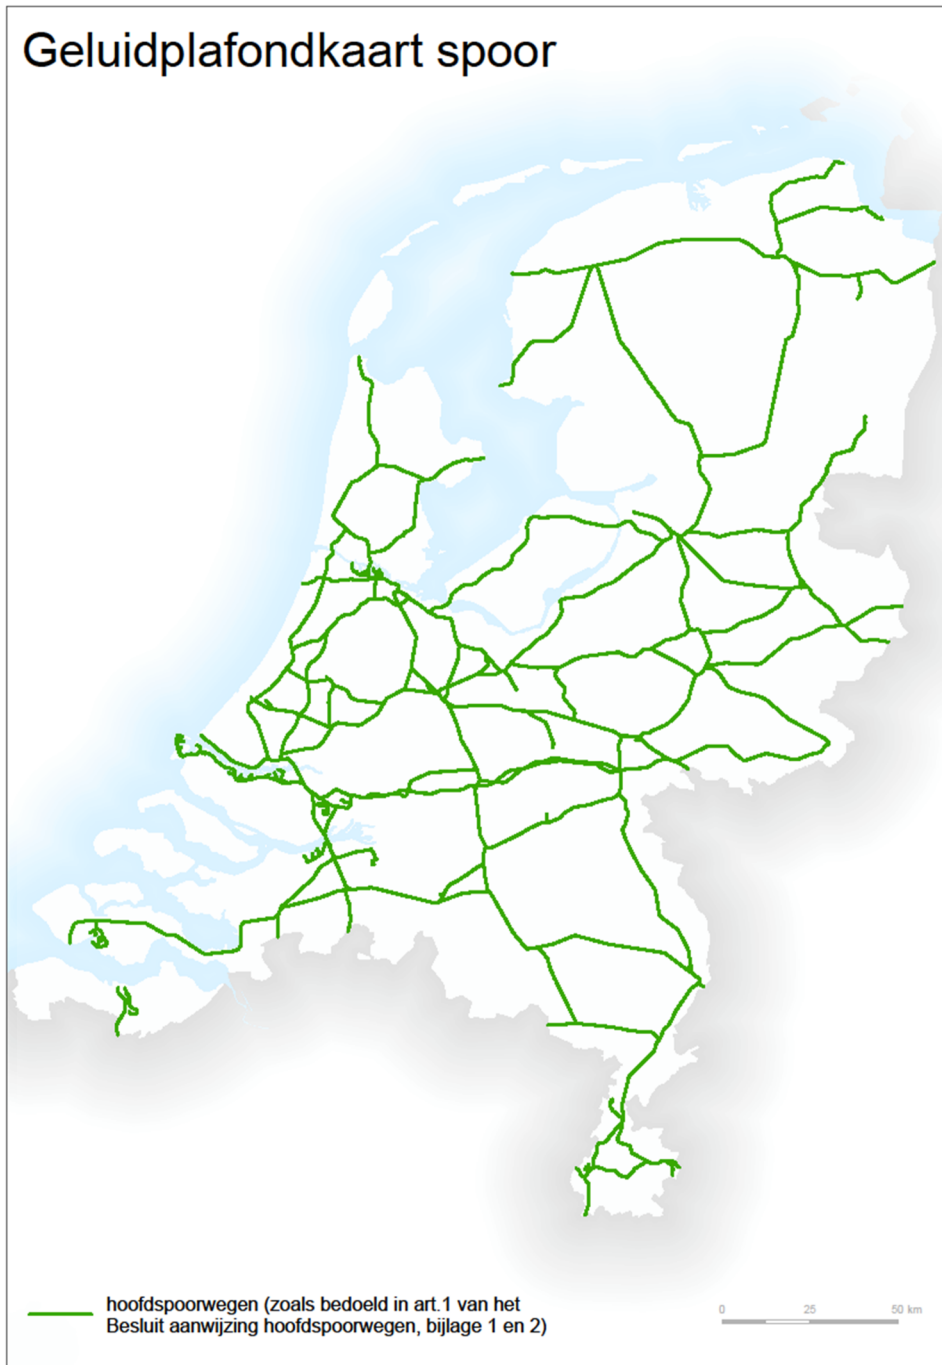 Geluidplafondkaart spoor
hoofdspoorwegen (zoals bedoeld in art.1 van het
Besluit aanwijzing hoofdspoorwegen, bijlage 1 en 2)
0 25 50 km